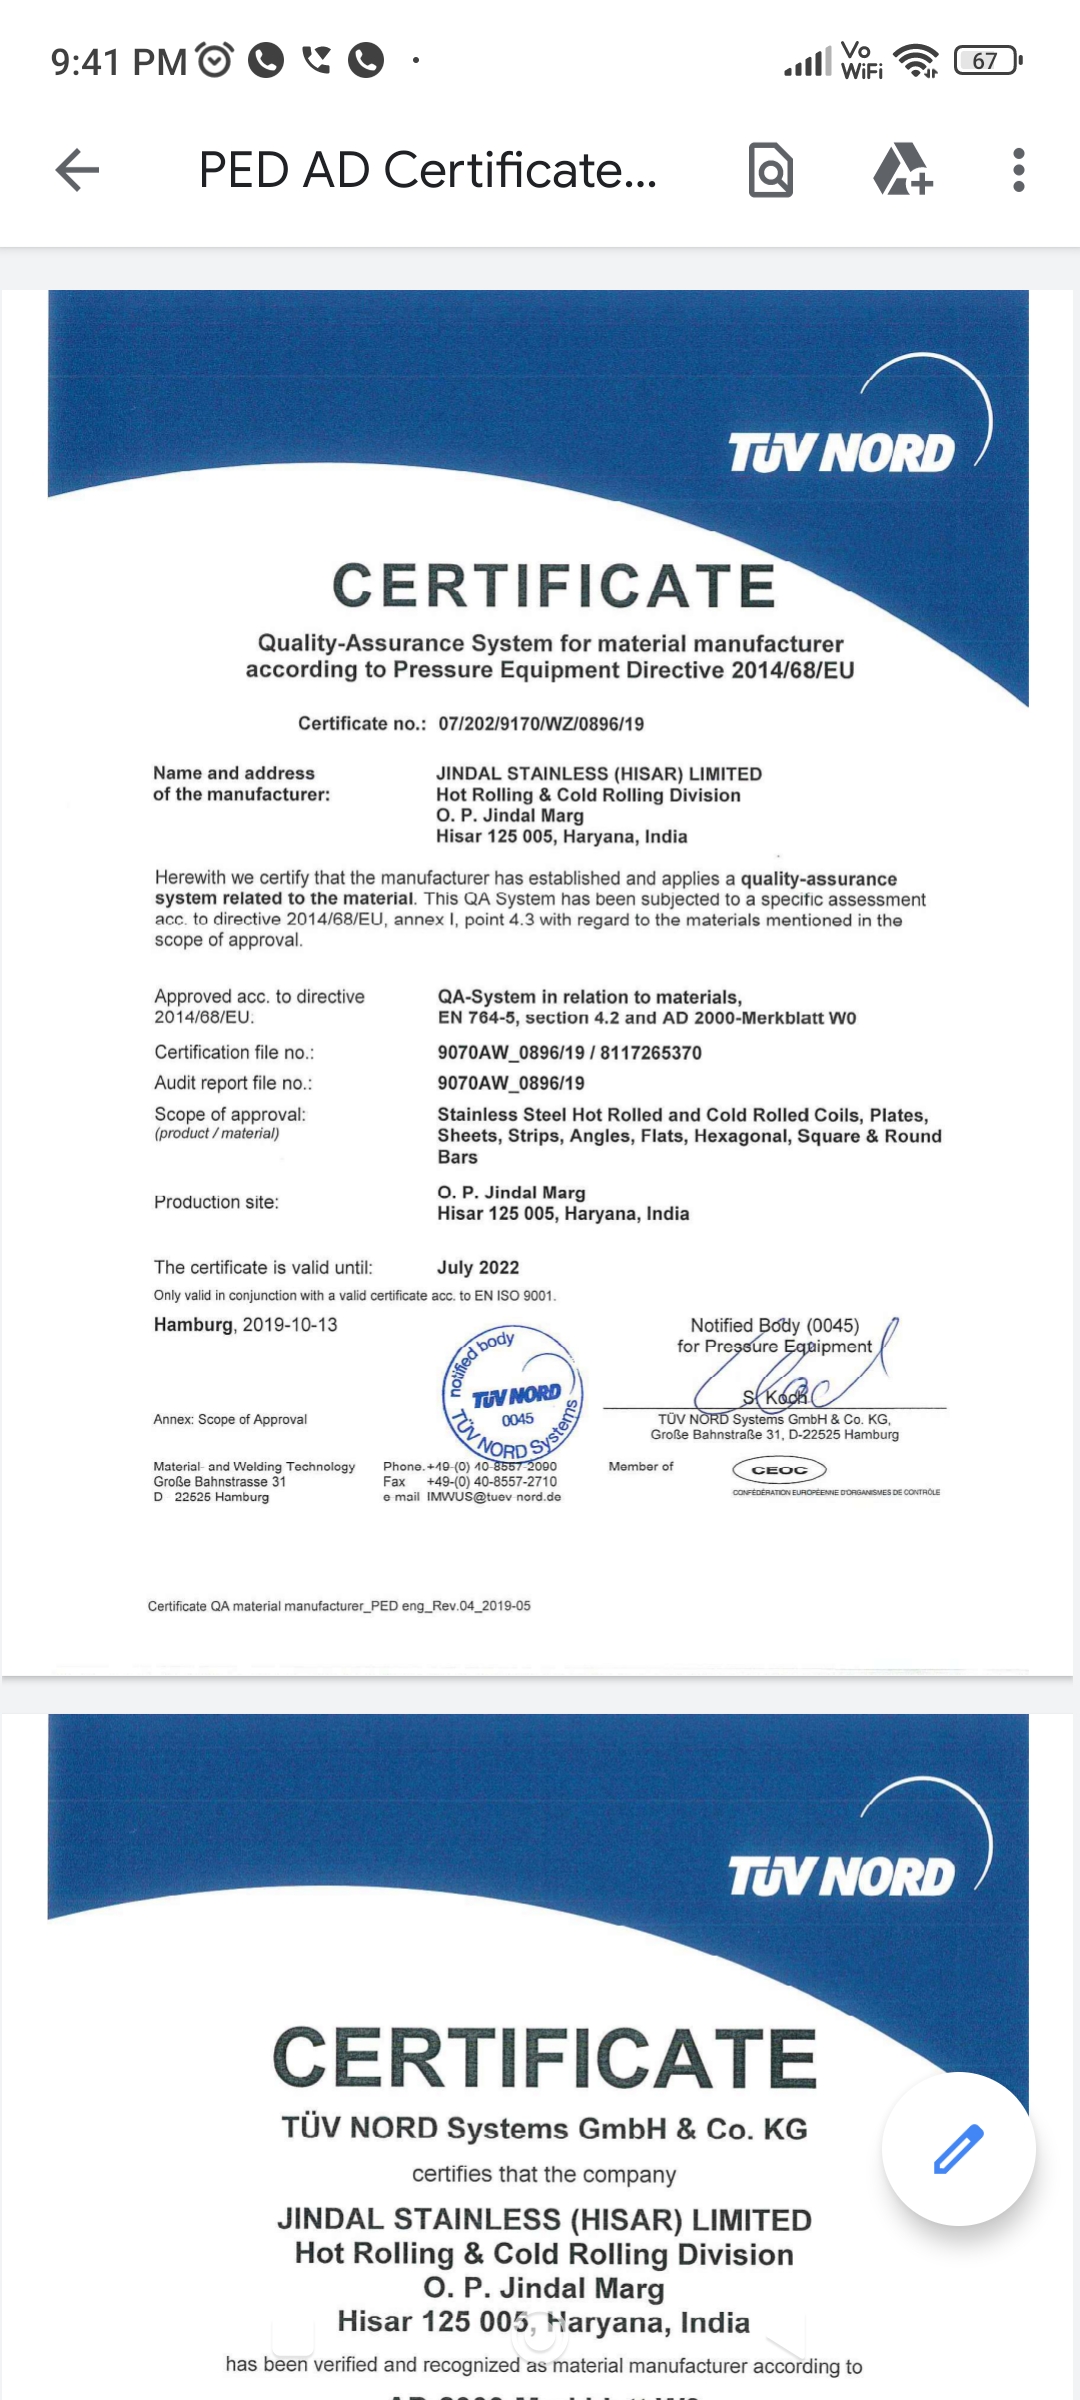 9:41 PM
Vo
WiFi
67
PED AD Certificate...
TÜV NORD
CERTIFICATE
Quality-Assurance System for material manufacturer
according to Pressure Equipment Directive 2014/68/EU
Certificate no.: 07/202/9170/WZ/0896/19
Name and address
of the manufacturer:
JINDAL STAINLESS (HISAR) LIMITED
Hot Rolling & Cold Rolling Division
O. P. Jindal Marg
Hisar 125 005, Haryana, India
Herewith we certify that the manufacturer has established and applies a quality-assurance
system related to the material. This QA System has been subjected to a specific assessment
acc. to directive 2014/68/EU, annex I, point 4.3 with regard to the materials mentioned in the
scope of approval.
Approved acc. to directive
2014/68/EU:
QA-System in relation to materials,
EN 764-5, section 4.2 and AD 2000-Merkblatt W0
Certification file no.: 9070AW_0896/19 / 8117265370
Audit report file no.: 9070AW_0896/19
Scope of approval:
(product / material)
Stainless Steel Hot Rolled and Cold Rolled Coils, Plates,
Sheets, Strips, Angles, Flats, Hexagonal, Square & Round
Bars
Production site:
O. P. Jindal Marg
Hisar 125 005, Haryana, India
The certificate is valid until: July 2022
Only valid in conjunction with a valid certificate acc. to EN ISO 9001.
Hamburg, 2019-10-13
notified body
TÜV NORD
0045
TÜV NORD Systems
Notified Body (0045)
for Pressure Equipment
S. Koch
Annex: Scope of Approval
TÜV NORD Systems GmbH & Co. KG,
Große Bahnstraße 31, D-22525 Hamburg
Material- and Welding Technology
Große Bahnstrasse 31
D 22525 Hamburg
Phone.+49-(0) 40-8557-2090
Fax +49-(0) 40-8557-2710
e-mail IMWUS@tuev-nord.de
Member of
CEOC
CONFÉDÉRATION EUROPÉENNE D'ORGANISMES DE CONTRÔLE
Certificate QA material manufacturer_PED eng_Rev.04_2019-05
TÜV NORD
CERTIFICATE
TÜV NORD Systems GmbH & Co. KG
certifies that the company
JINDAL STAINLESS (HISAR) LIMITED
Hot Rolling & Cold Rolling Division
O. P. Jindal Marg
Hisar 125 005, Haryana, India
has been verified and recognized as material manufacturer according to